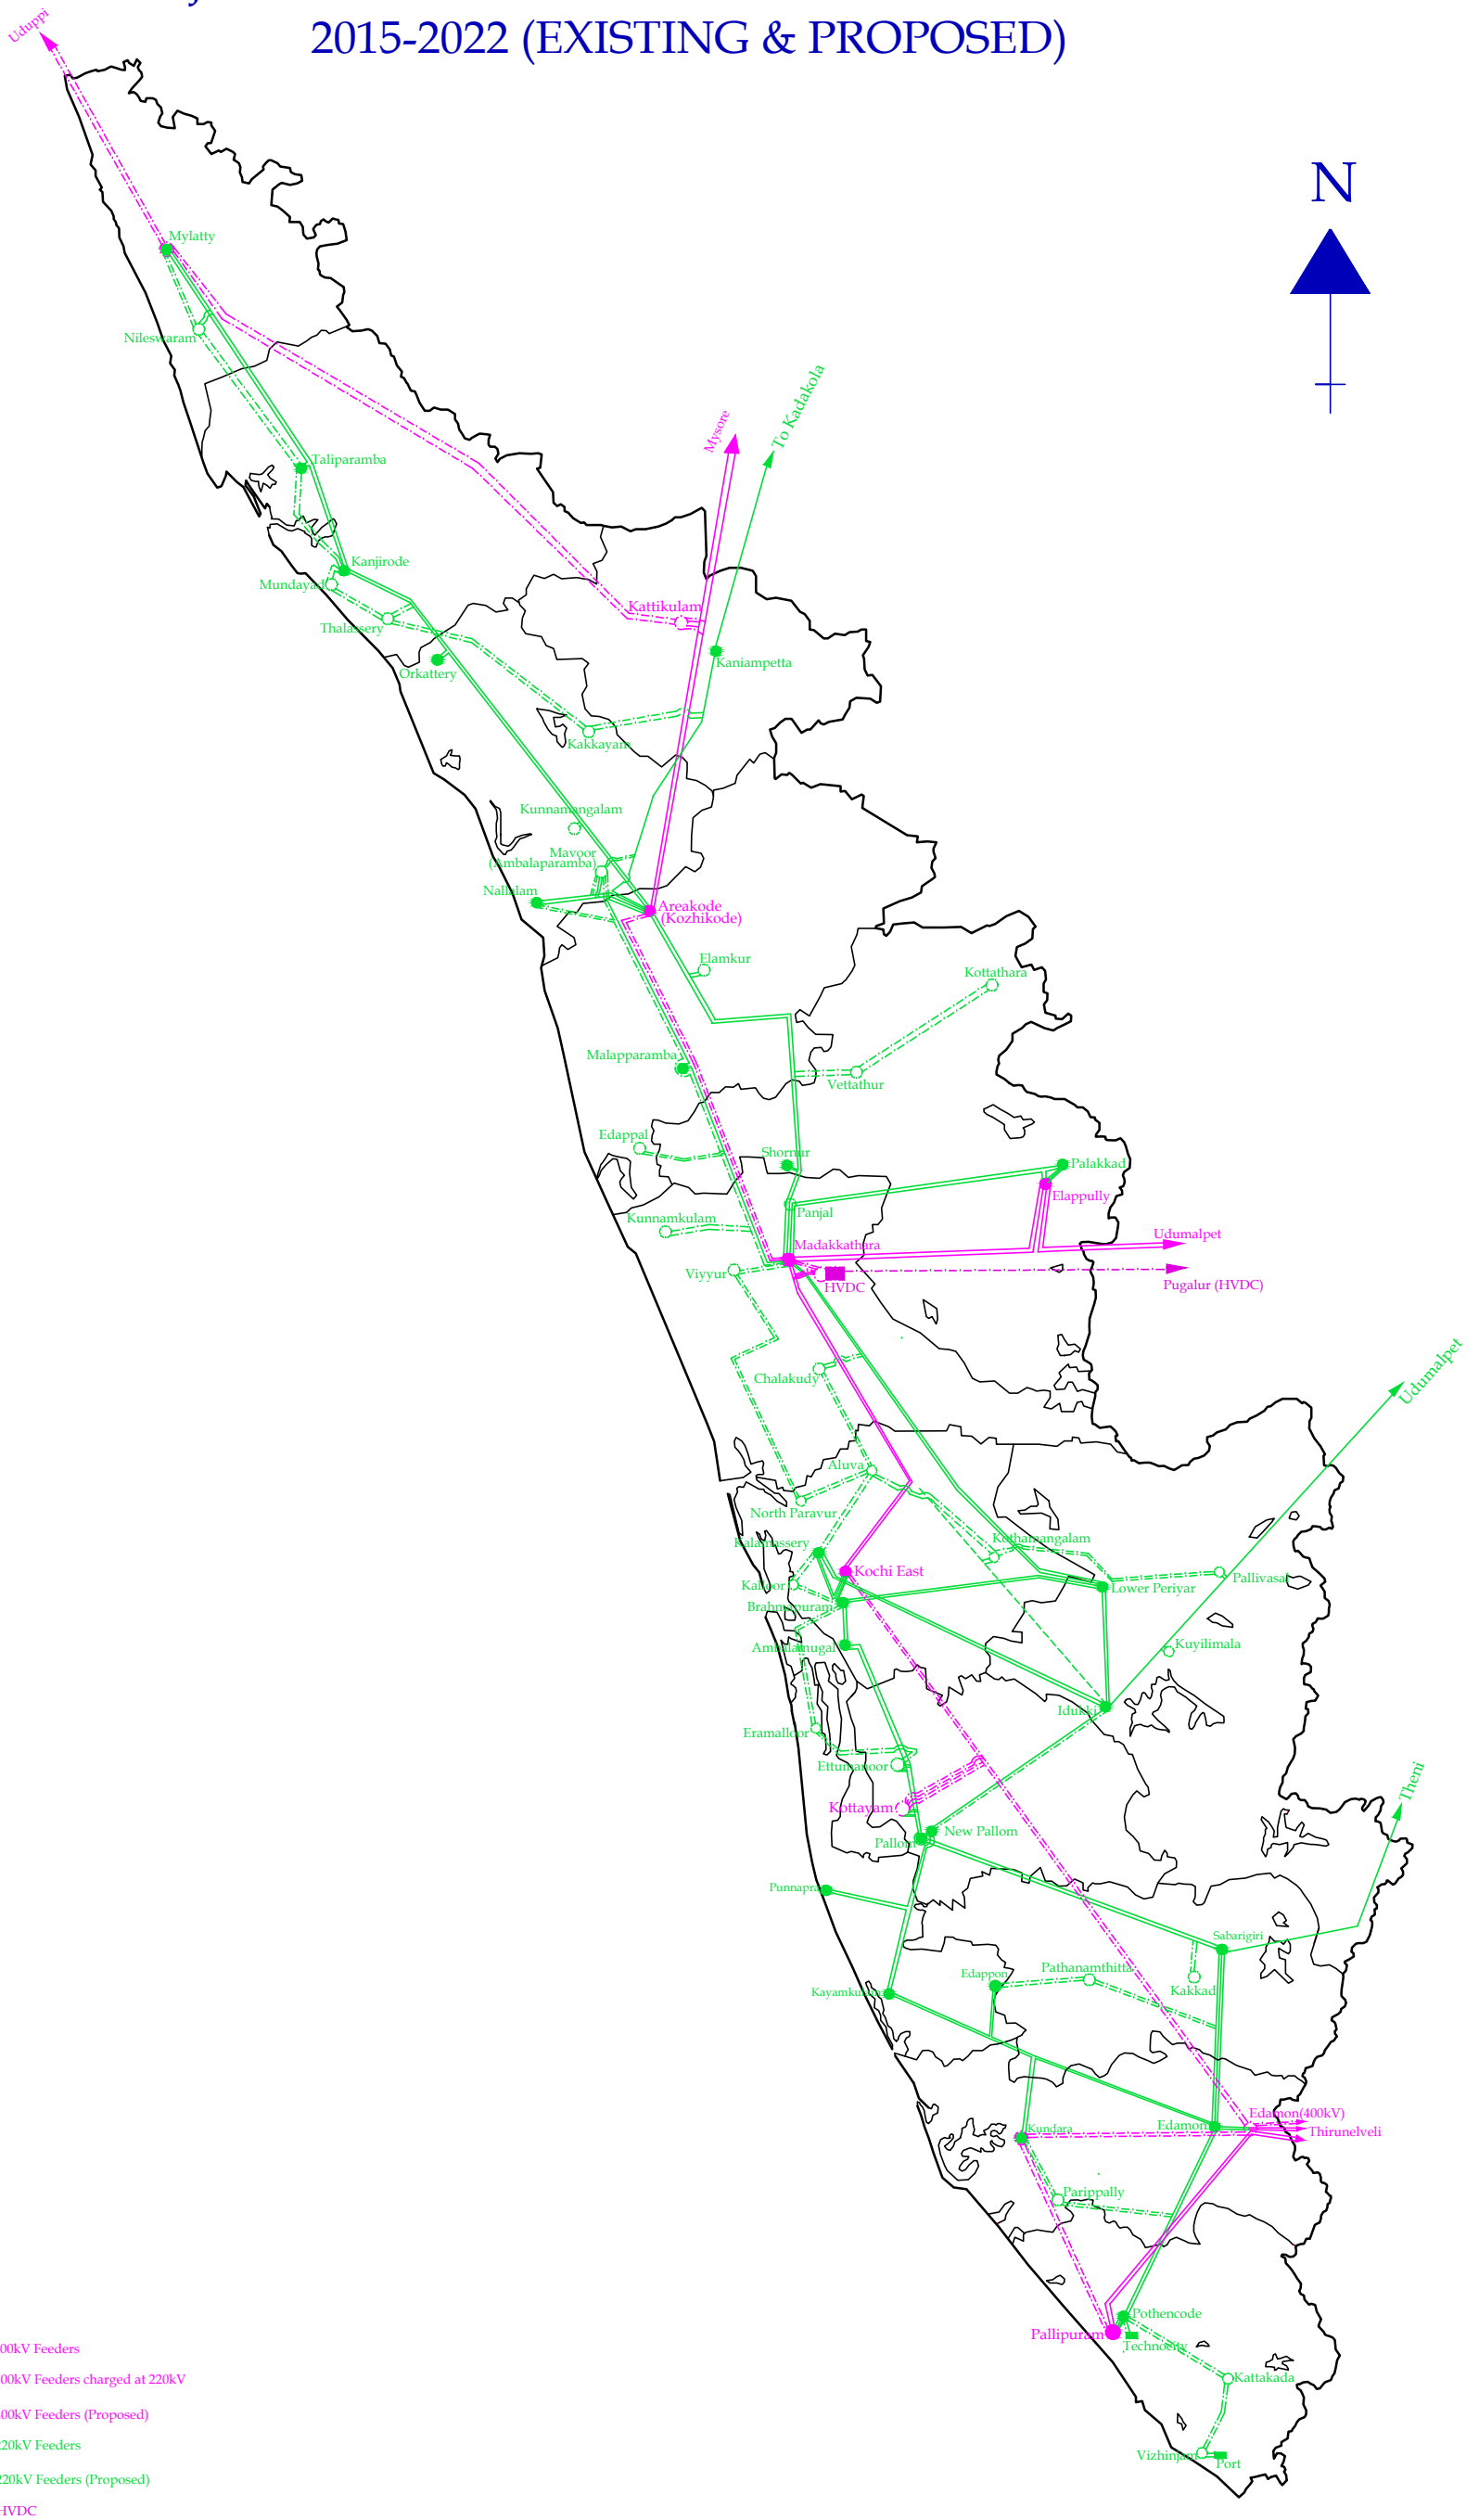 2015-2022 (EXISTING & PROPOSED)
Uduppi
N
Mylatty
Nileswaram
To Kadakola
Mysore
Taliparamba
Kanjirode
Mundayad
Kattikulam
Thalassery
Kaniampetta
Orkattery
Kakkayam
Kunnamangalam
Mavoor
(Ambalaparamba)
Nallalam
Areakode
(Kozhikode)
Elamkur
Kottathara
Malapparamba
Vettathur
Edappal
Shornur
Palakkad
Elappully
Panjal
Kunnamkulam
Udumalpet
Madakkathara
Viyyur
HVDC
Pugalur (HVDC)
Chalakudy
Udumalpet
Aluva
North Paravur
Kalamassery
Kothamangalam
Kochi East
Pallivasal
Kaloor
Lower Periyar
Brahmapuram
Ambalamugal
Kuyilimala
Idukki
Eramalloor
Ettumanoor
Theni
Kottayam
New Pallom
Pallom
Punnapra
Sabarigiri
Pathanamthitta
Edappon
Kakkad
Kayamkulam
Edamon(400kV)
Kundara
Edamon
Thirunelveli
Parippally
Pothencode
Pallipuram
Technocity
00kV Feeders
Kattakada
00kV Feeders charged at 220kV
400kV Feeders (Proposed)
20kV Feeders
Vizhinjam
Port
220kV Feeders (Proposed)
HVDC